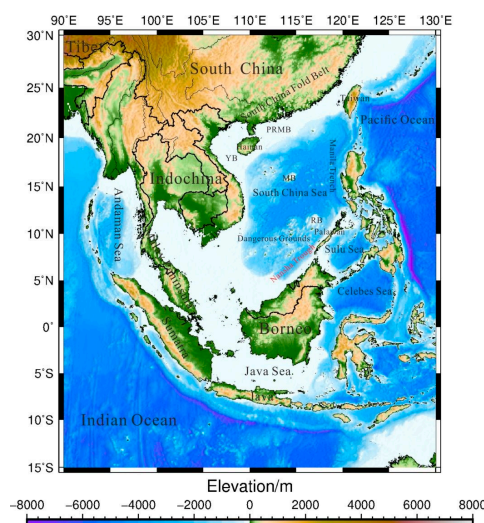 90˚E 95˚E 100˚E 105˚E 110˚E 115˚E 120˚E 125˚E 130˚E
30˚N
Tibet
South China
25˚N
South China Fold Belt
Taiwan
Pacific Ocean
PRMB
20˚N
Hainan
YB
Manila Trench
MB
Indochina
15˚N
South China Sea
Andaman Sea
RB
Palawan
10˚N
Dangerous Grounds
Sulu Sea
5˚N
Celebes Sea
Sumatra
0˚
Borneo
Java Sea
5˚S
Java
10˚S
Indian Ocean
15˚S
Elevation/m
−8000 −6000 −4000 −2000 0 2000 4000 6000 8000